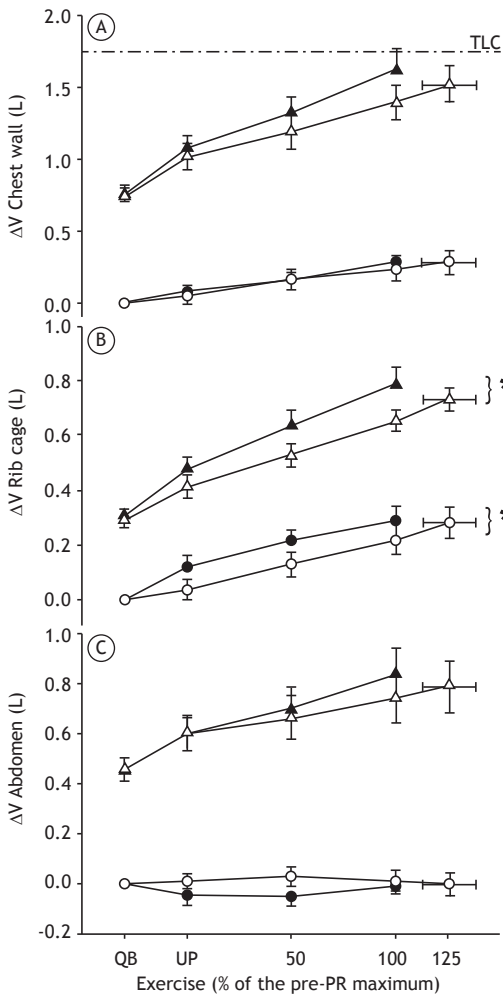 A
2.0
TLC
1.5
1.0
0.5
0.0
ΔV Chest wall (L)
B
1.0
0.8
0.6
0.4
0.2
0.0
ΔV Rib cage (L)
C
1.0
0.8
0.6
0.4
0.2
0.0
-0.2
ΔV Abdomen (L)
QB UP 50 100 125
Exercise (% of the pre-PR maximum)